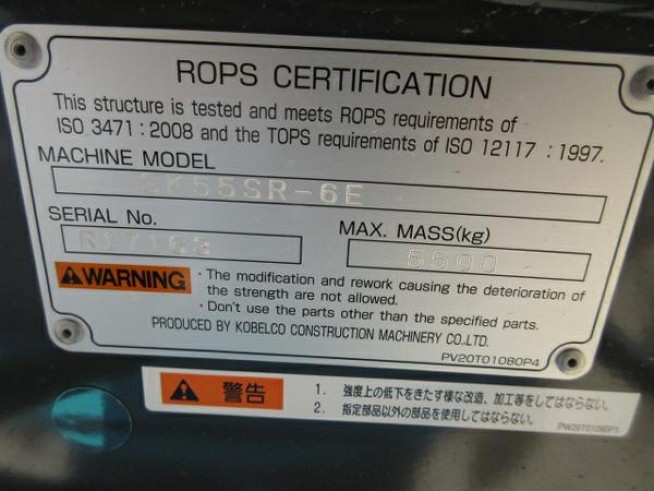 ROPS CERTIFICATION
This structure is tested and meets ROPS requirements of
ISO 3471 : 2008 and the TOPS requirements of ISO 12117 : 1997.
MACHINE MODEL
SK55SR-6E
SERIAL No.
MAX. MASS(kg)
5500
WARNING
・The modification and rework causing the deterioration of
the strength are not allowed.
・Don't use the parts other than the specified parts.
PRODUCED BY KOBELCO CONSTRUCTION MACHINERY CO.,LTD.
PV20T01080P4
警告
1. 強度上の低下をきたす様な改造、加工等をしてはならない。
2. 指定部品以外の部品を使用してはならない。
PW20T01080P1